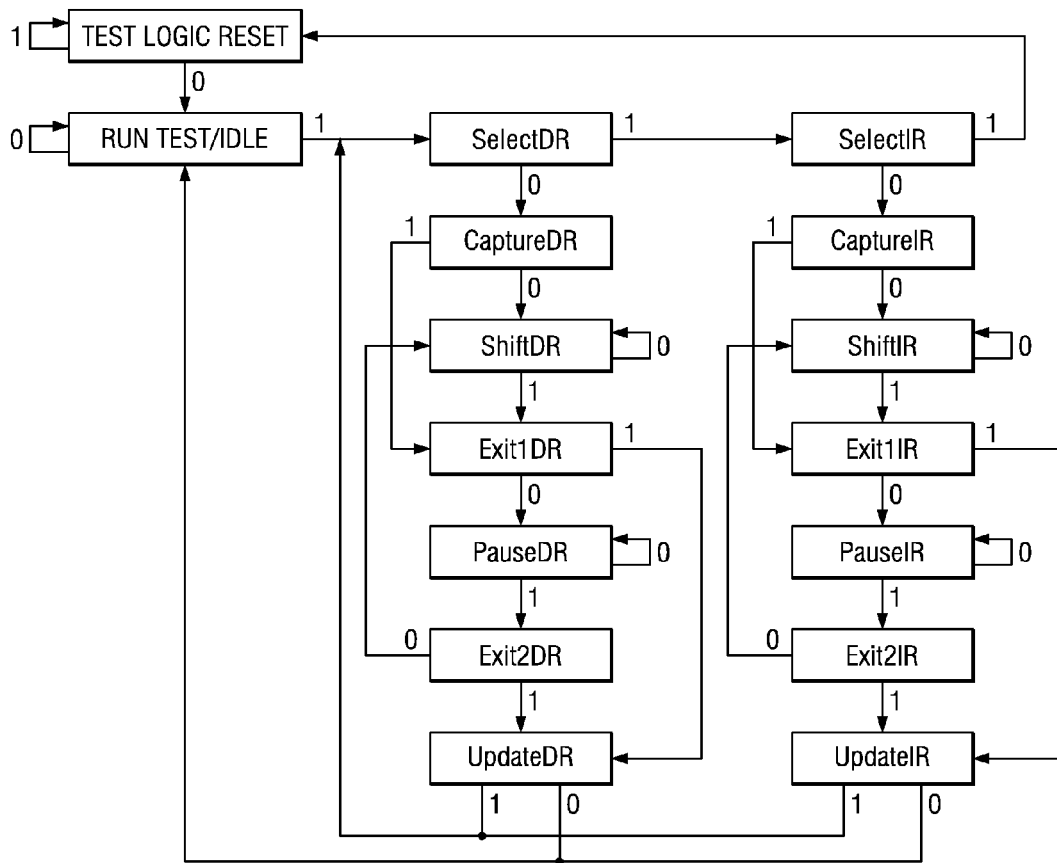 1
TEST LOGIC RESET
0
0
RUN TEST/IDLE
1
SelectDR
1
SelectIR
1
0
0
1
CaptureDR
1
CaptureIR
0
0
ShiftDR
0
ShiftIR
0
1
1
Exit1DR
1
Exit1IR
1
0
0
PauseDR
0
PauseIR
0
1
1
0
Exit2DR
0
Exit2IR
1
1
UpdateDR
UpdateIR
1
0
1
0